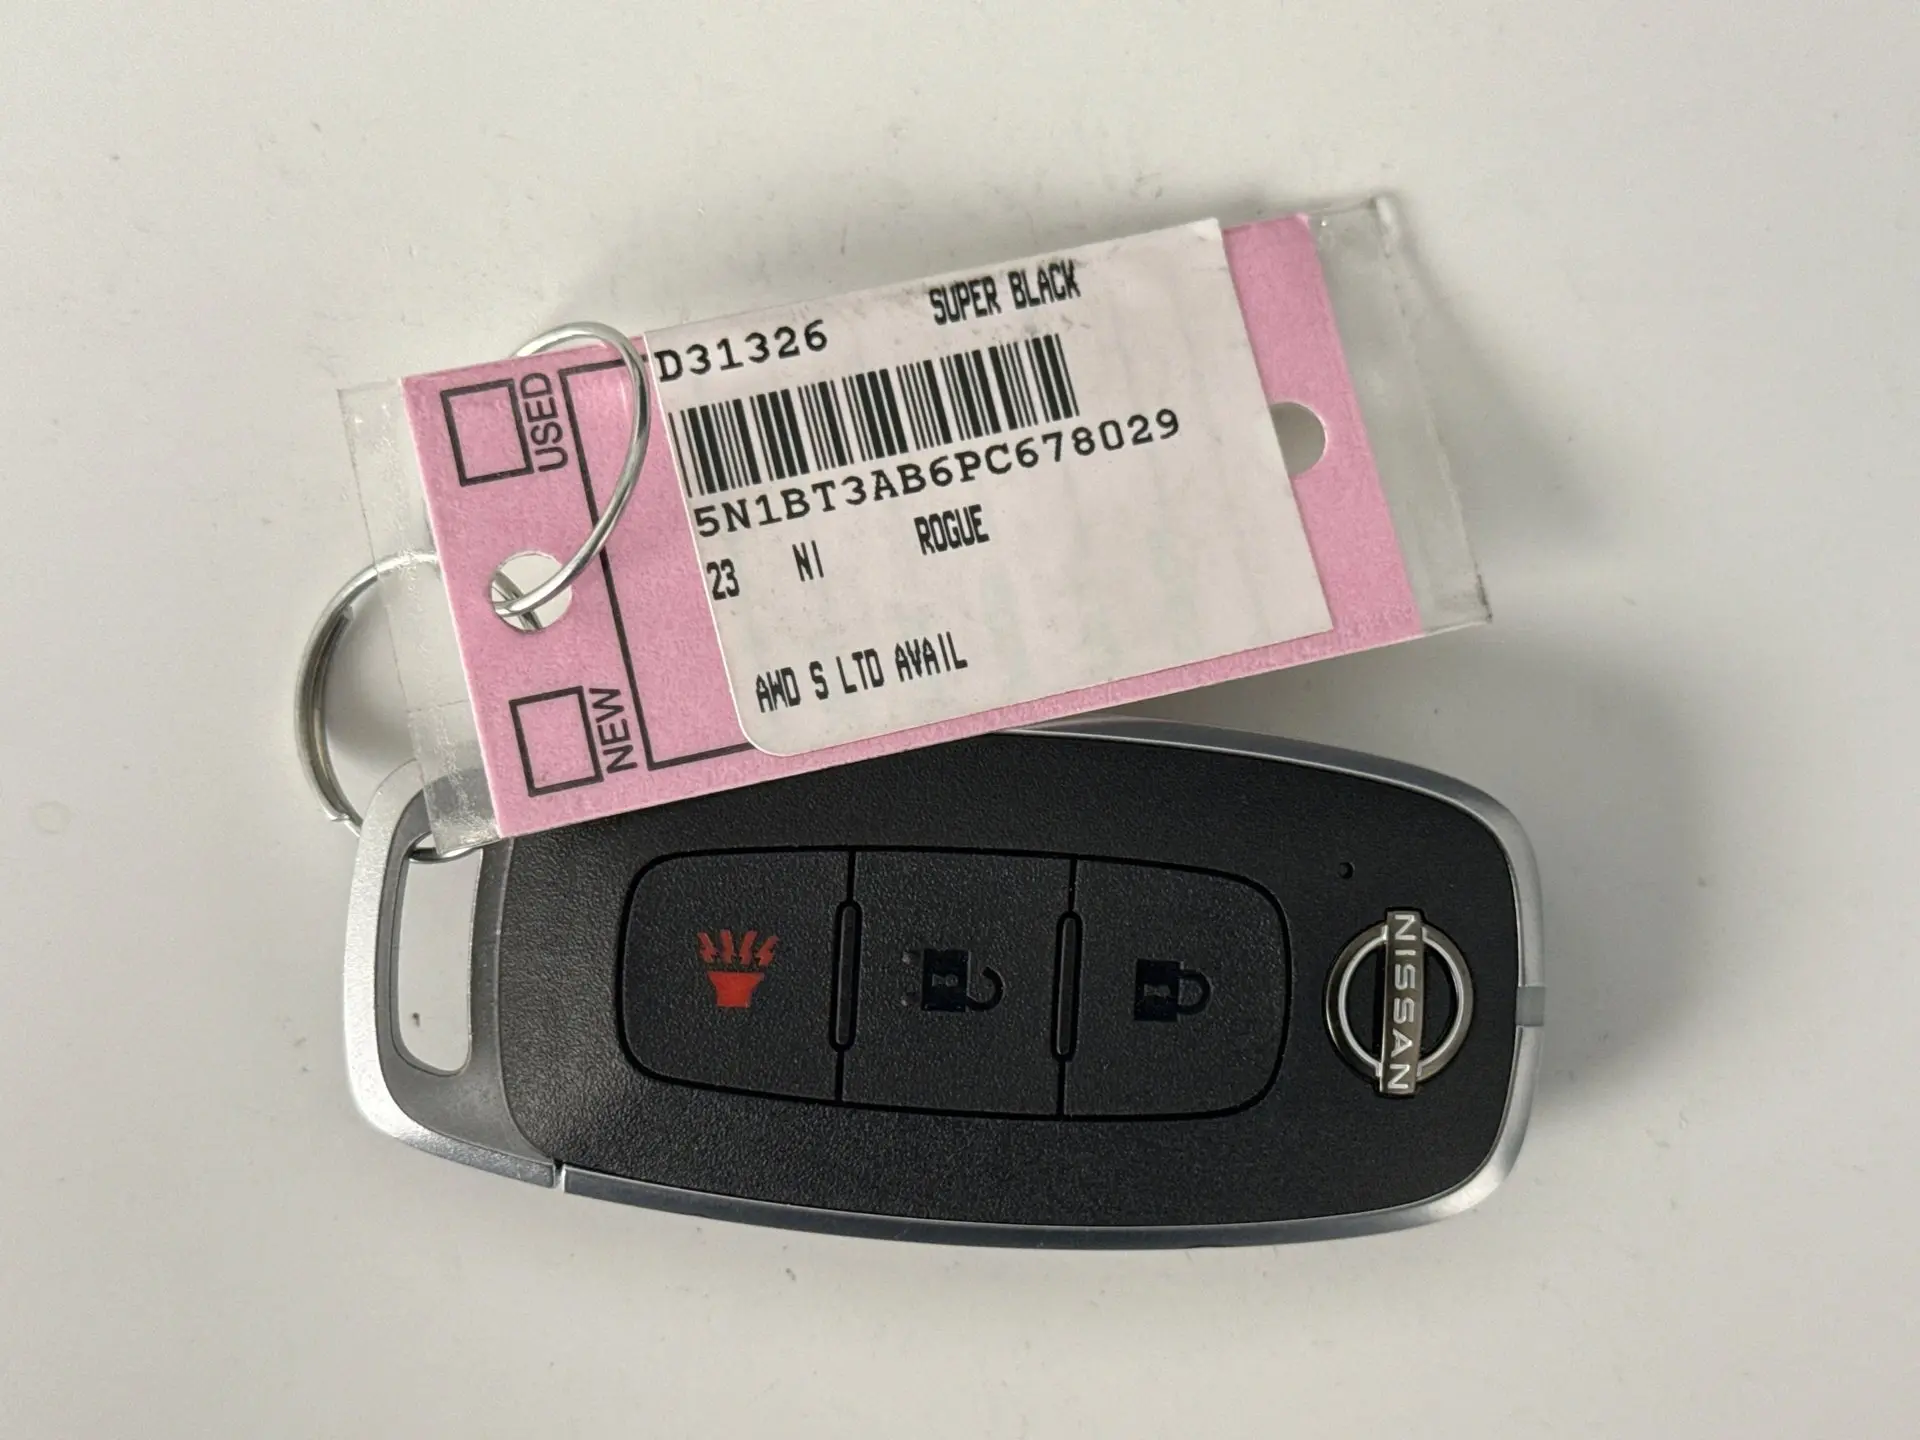 D31326 SUPER BLACK
5N1BT3AB6PC678029
23 NI ROGUE
AWD S LTD AVAIL
USED
NEW
NISSAN